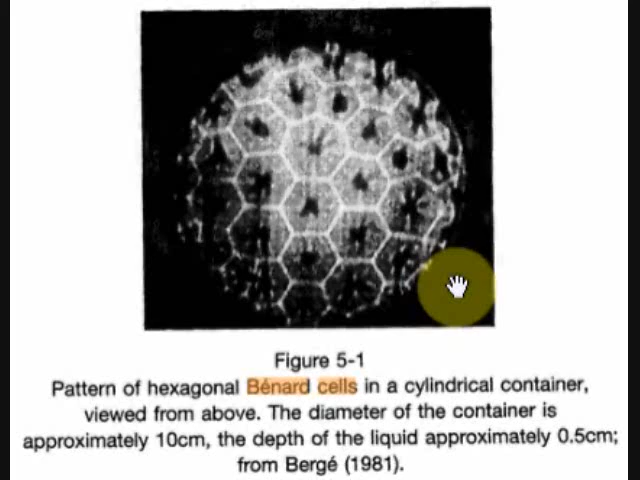 Figure 5-1
Pattern of hexagonal Bénard cells in a cylindrical container,
viewed from above. The diameter of the container is
approximately 10cm, the depth of the liquid approximately 0.5cm;
from Bergé (1981).